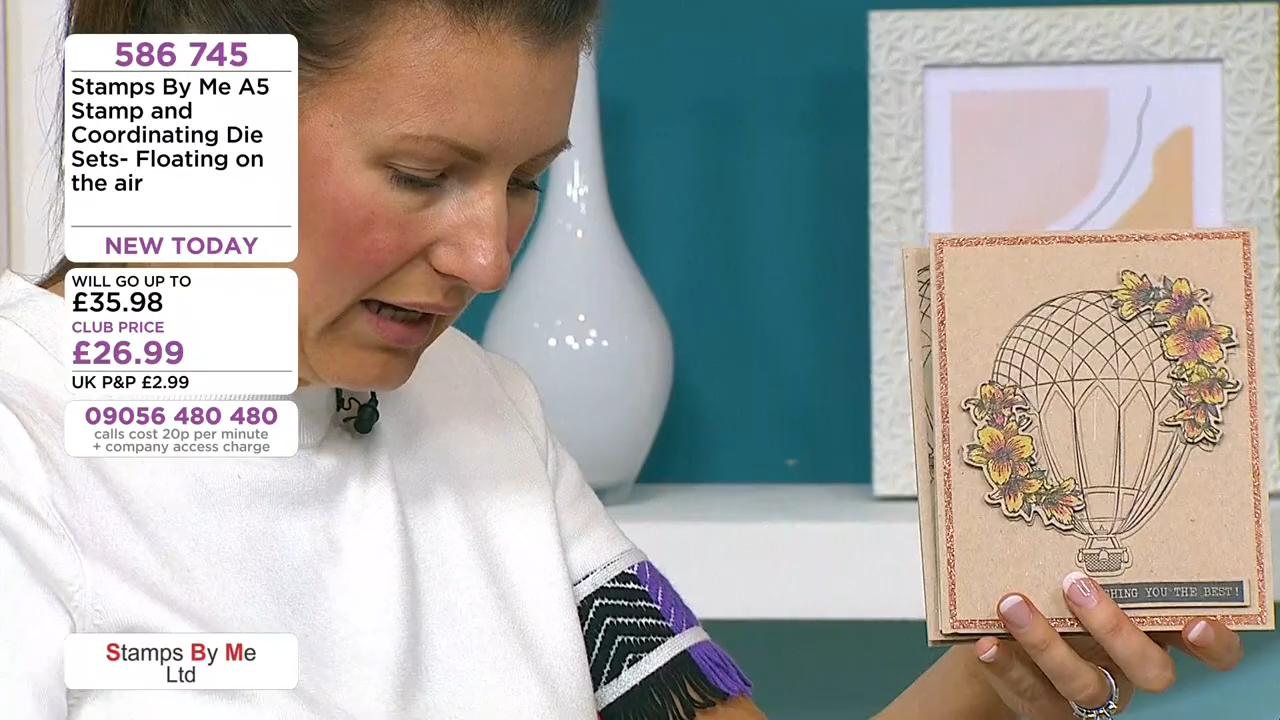 586 745
Stamps By Me A5
Stamp and
Coordinating Die
Sets- Floating on
the air
NEW TODAY
WILL GO UP TO
£35.98
CLUB PRICE
£26.99
UK P&P £2.99
09056 480 480
calls cost 20p per minute
+ company access charge
Stamps By Me
Ltd
YOU THE BEST!